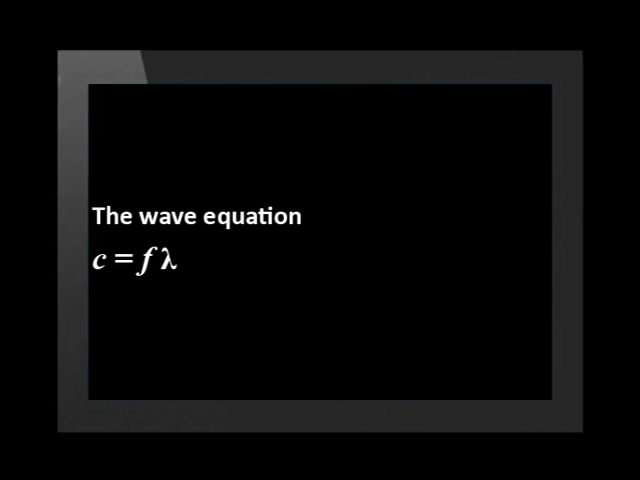 The wave equation
c = f λ